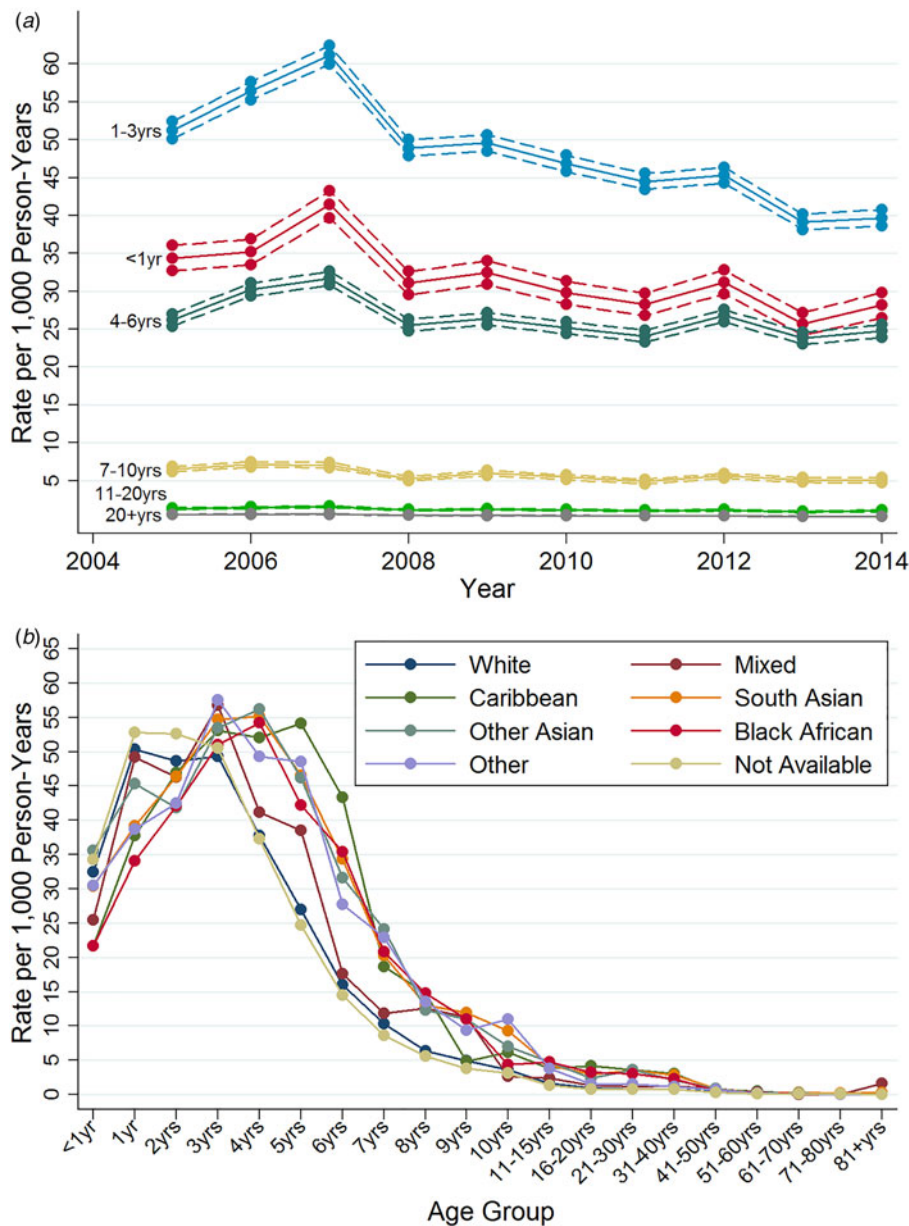 (a)
Rate per 1,000 Person-Years
60
55
50
45
40
35
30
25
20
15
10
5
1-3yrs
<1yr
4-6yrs
7-10yrs
11-20yrs
20+yrs
2004 2006 2008 2010 2012 2014
Year
(b)
Rate per 1,000 Person-Years
65
60
55
50
45
40
35
30
25
20
15
10
5
0
White Mixed
Caribbean South Asian
Other Asian Black African
Other Not Available
<1yr 1yr 2yrs 3yrs 4yrs 5yrs 6yrs 7yrs 8yrs 9yrs 10yrs 11-15yrs 16-20yrs 21-30yrs 31-40yrs 41-50yrs 51-60yrs 61-70yrs 71-80yrs 81+yrs
Age Group